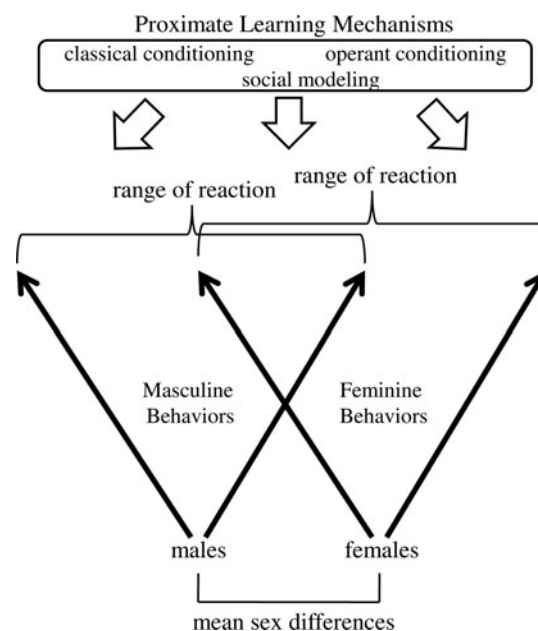 Proximate Learning Mechanisms
classical conditioning operant conditioning
social modeling
range of reaction
range of reaction
Masculine
Behaviors
Feminine
Behaviors
males females
mean sex differences